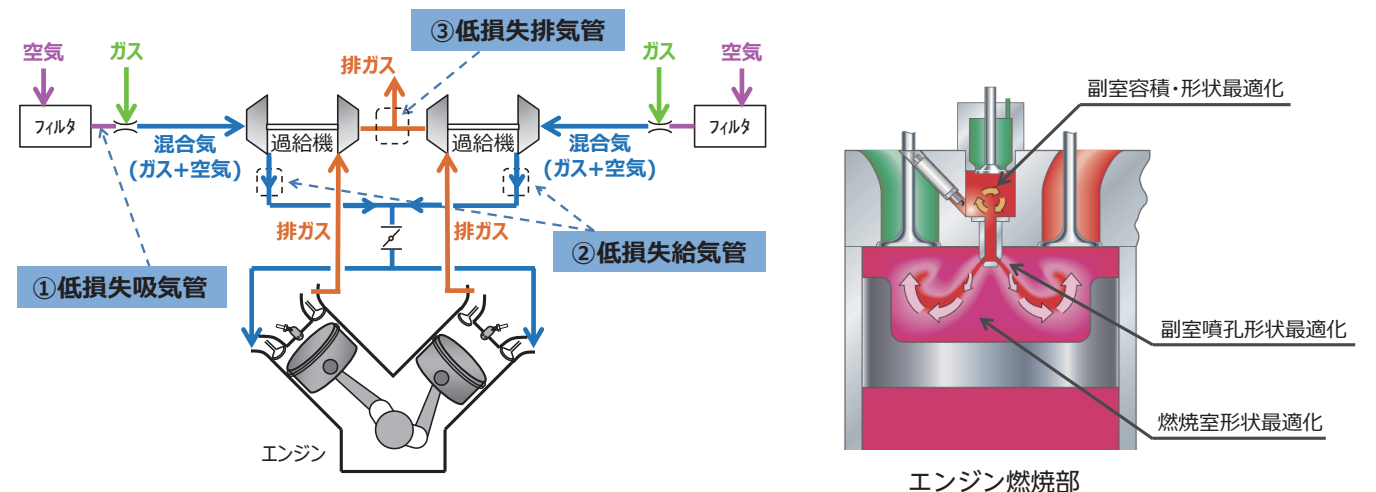 ③低損失排気管
空気
ガス
排ガス
ガス
空気
フィルタ
過給機
過給機
フィルタ
混合気
(ガス+空気)
混合気
(ガス+空気)
排ガス
排ガス
②低損失給気管
①低損失吸気管
エンジン
副室容積・形状最適化
副室噴孔形状最適化
燃焼室形状最適化
エンジン燃焼部